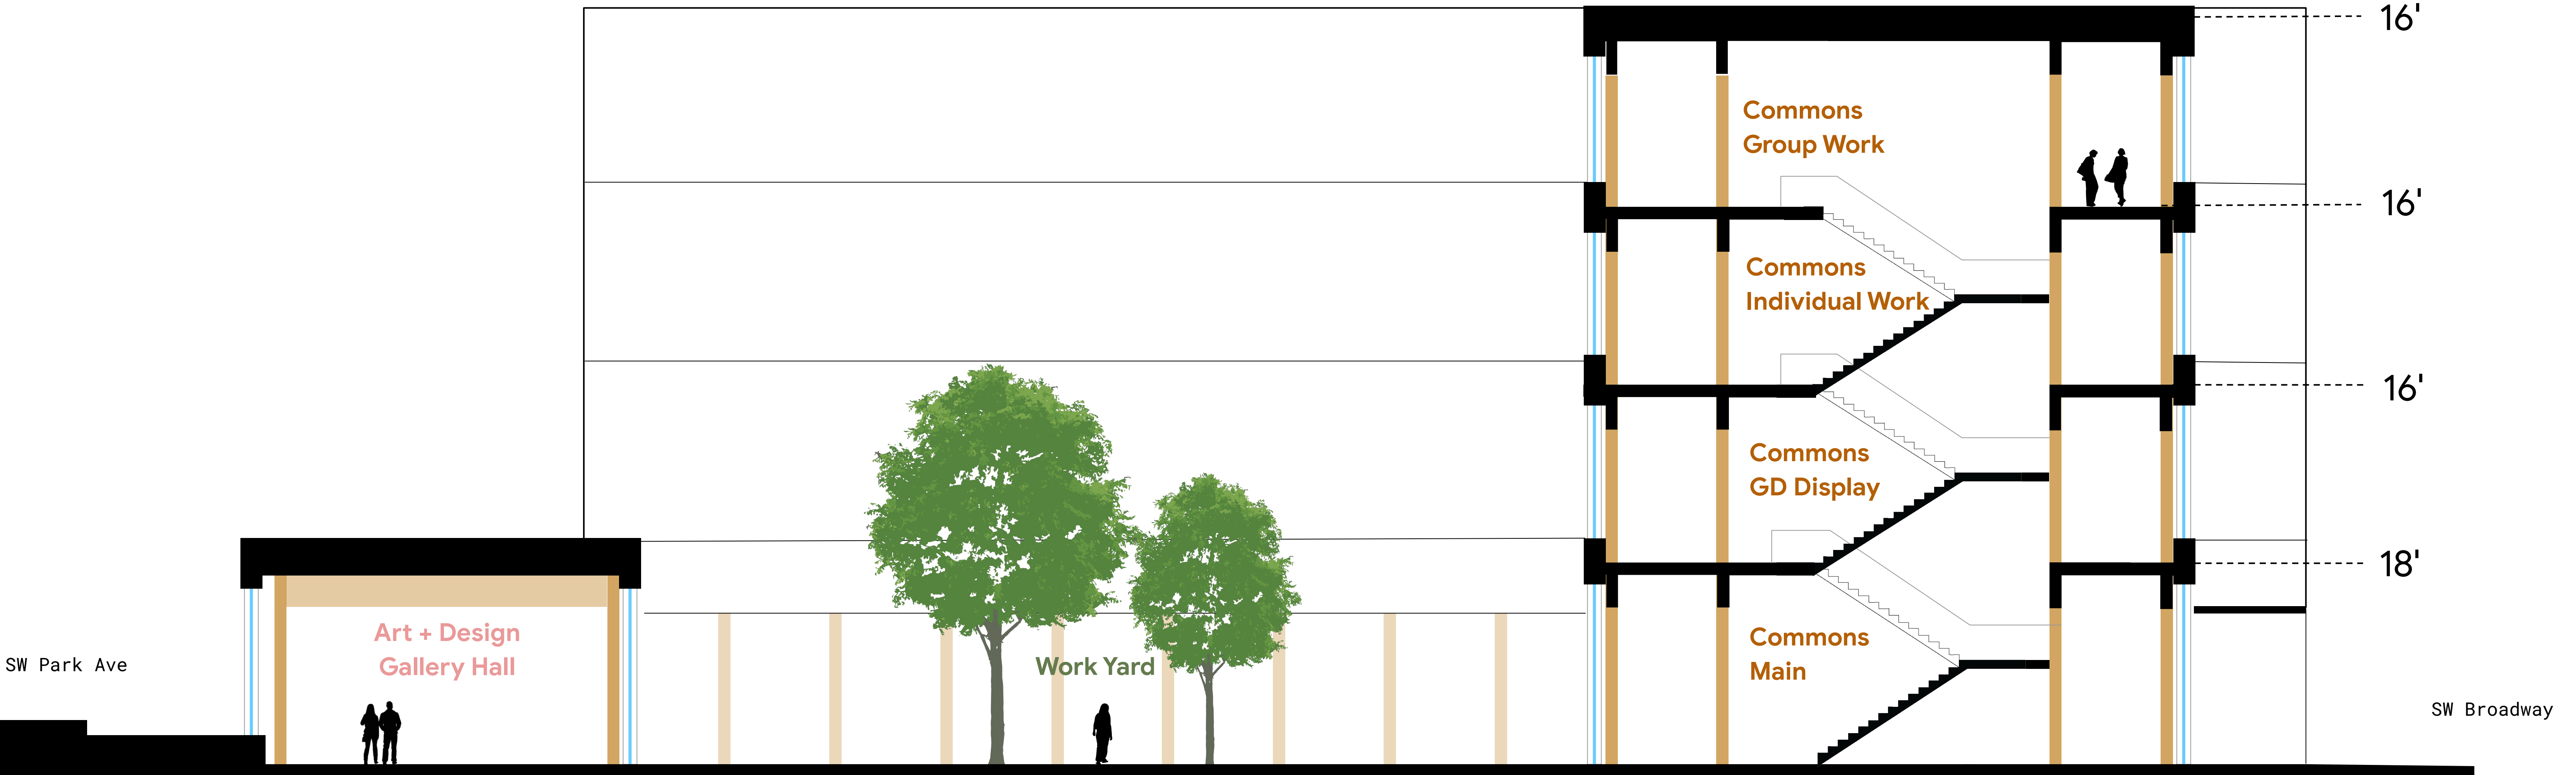 16'
Commons
Group Work
16'
Commons
Individual Work
16'
Commons
GD Display
18'
Art + Design
Gallery Hall
Commons
Main
Work Yard
SW Park Ave
SW Broadway